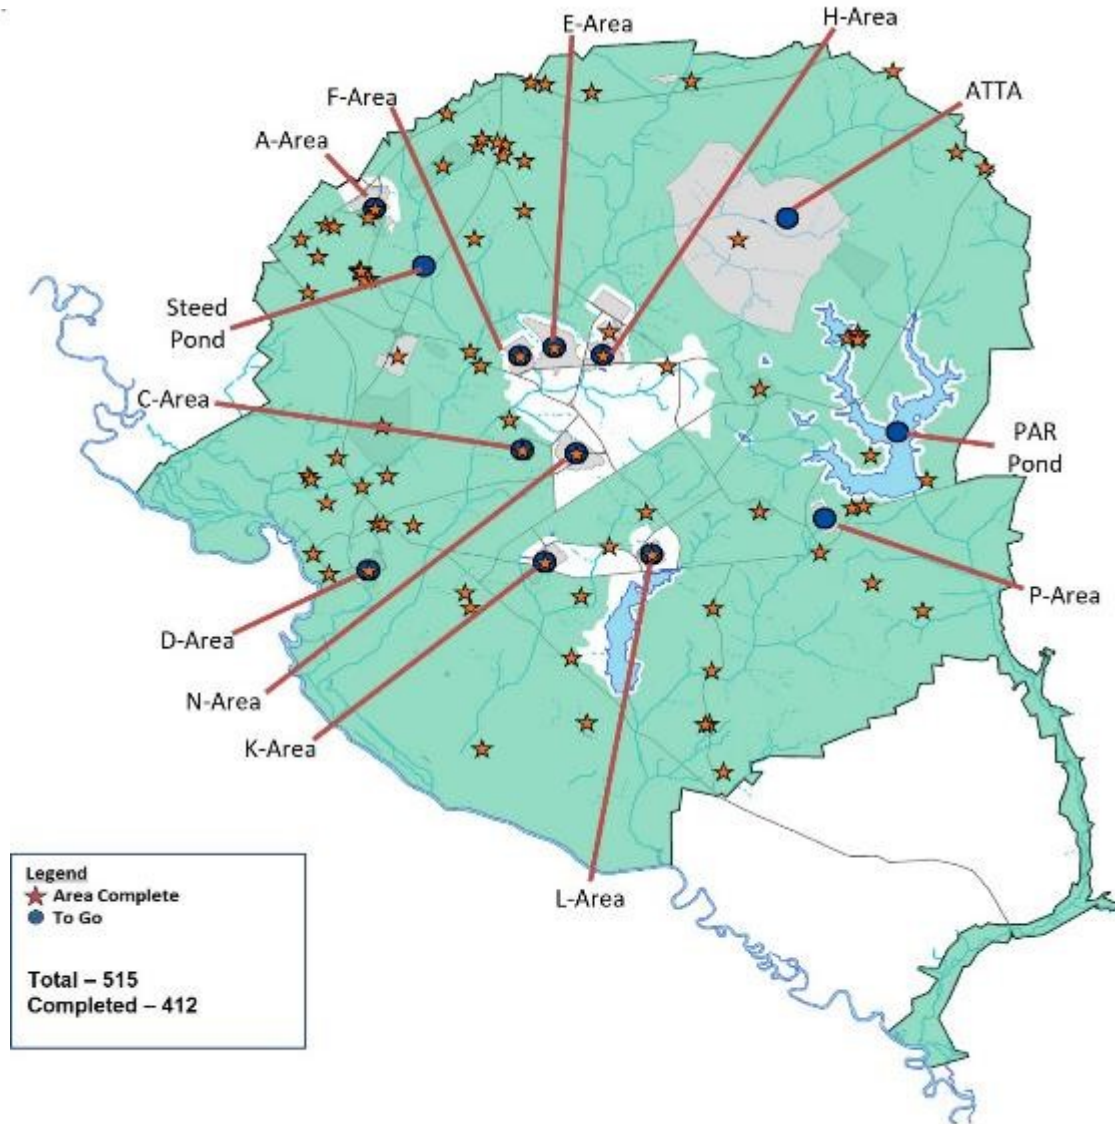 E-Area
H-Area
F-Area
ATTA
A-Area
Steed
Pond
C-Area
PAR
Pond
P-Area
D-Area
N-Area
K-Area
L-Area
Legend
Area Complete
To Go
Total – 515
Completed – 412